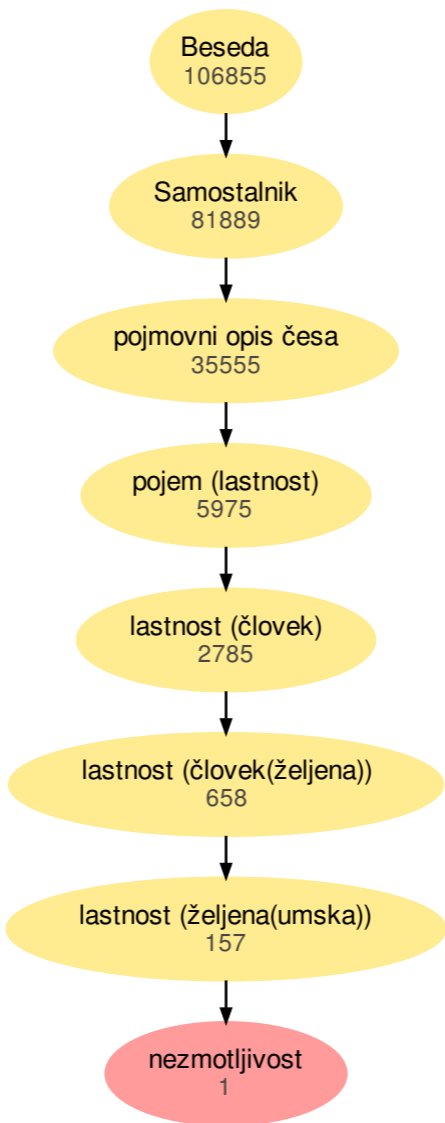 Beseda
106855
Samostalnik
81889
pojmovni opis česa
35555
pojem (lastnost)
5975
lastnost (človek)
2785
lastnost (človek(željena))
658
lastnost (željena(umska))
157
nezmotljivost
1